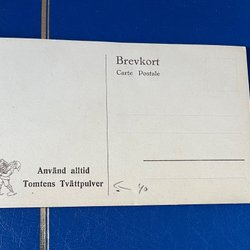 Brevkort
Carte Postale
Använd alltid
Tomtens Tvättpulver